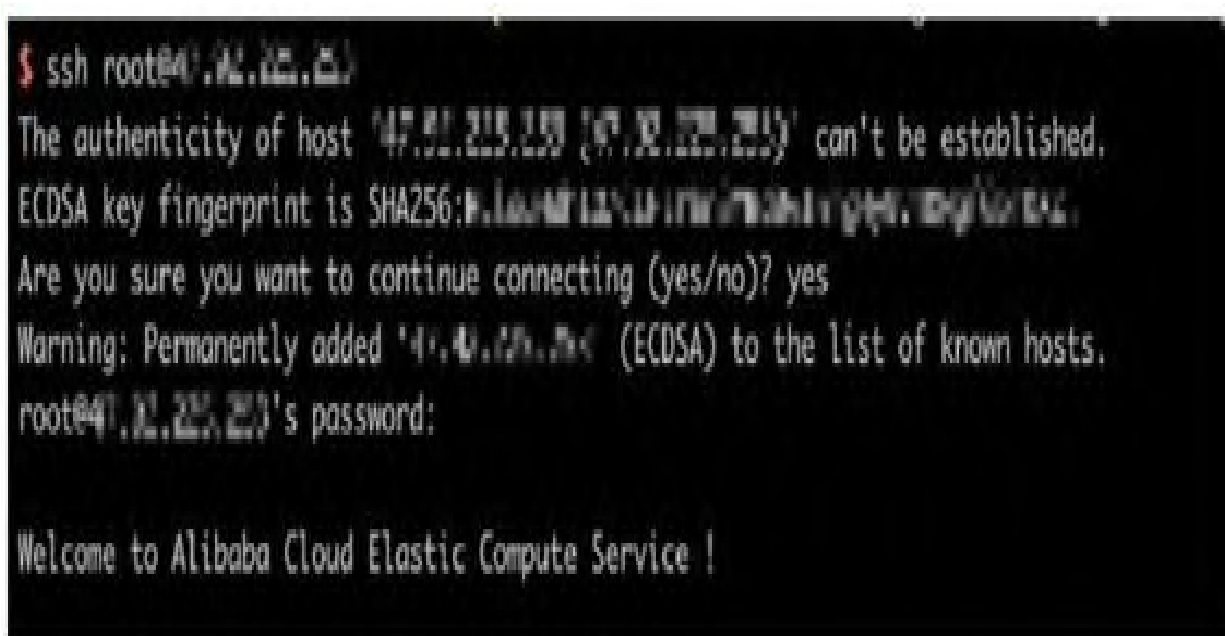 $ ssh root@
The authenticity of host can't be established.
ECDSA key fingerprint is SHA256:
Are you sure you want to continue connecting (yes/no)? yes
Warning: Permanently added (ECDSA) to the list of known hosts.
root@ 's password:
Welcome to Alibaba Cloud Elastic Compute Service !